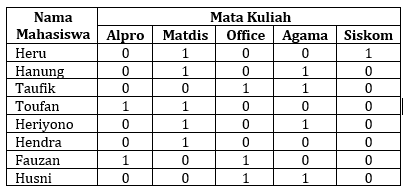 Nama Mahasiswa Mata Kuliah
Alpro Matdis Office Agama Siskom
Heru 0 1 0 0 1
Hanung 0 1 0 1 0
Taufik 0 0 1 1 0
Toufan 1 1 0 0 0
Heriyono 0 1 0 1 0
Hendra 0 1 0 0 0
Fauzan 1 0 1 0 0
Husni 0 0 1 1 0